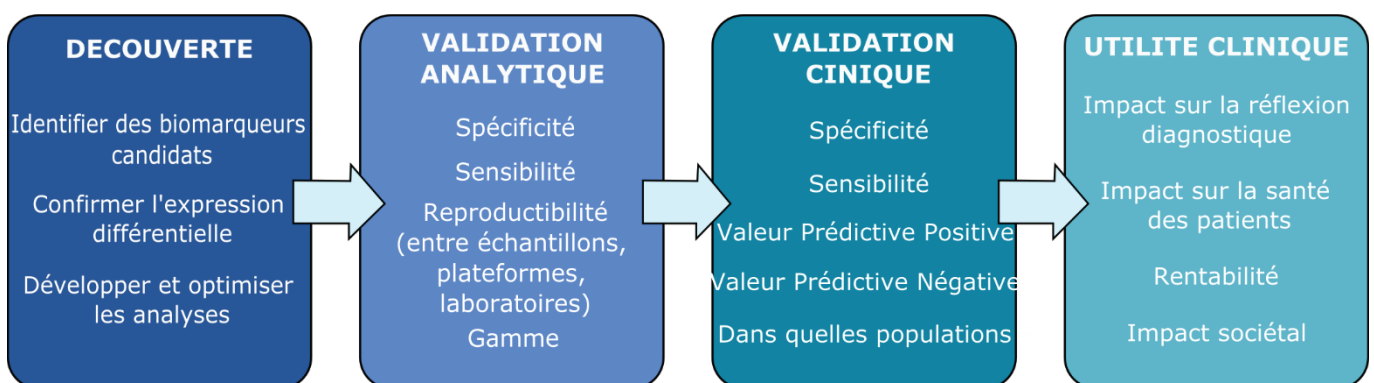 DECOUVERTE
Identifier des biomarqueurs
candidats
Confirmer l'expression
différentielle
Développer et optimiser
les analyses
VALIDATION
ANALYTIQUE
Spécificité
Sensibilité
Reproductibilité
(entre échantillons,
plateformes,
laboratoires)
Gamme
VALIDATION
CINIQUE
Spécificité
Sensibilité
Valeur Prédictive Positive
Valeur Prédictive Négative
Dans quelles populations
UTILITE CLINIQUE
Impact sur la réflexion
diagnostique
Impact sur la santé
des patients
Rentabilité
Impact sociétal